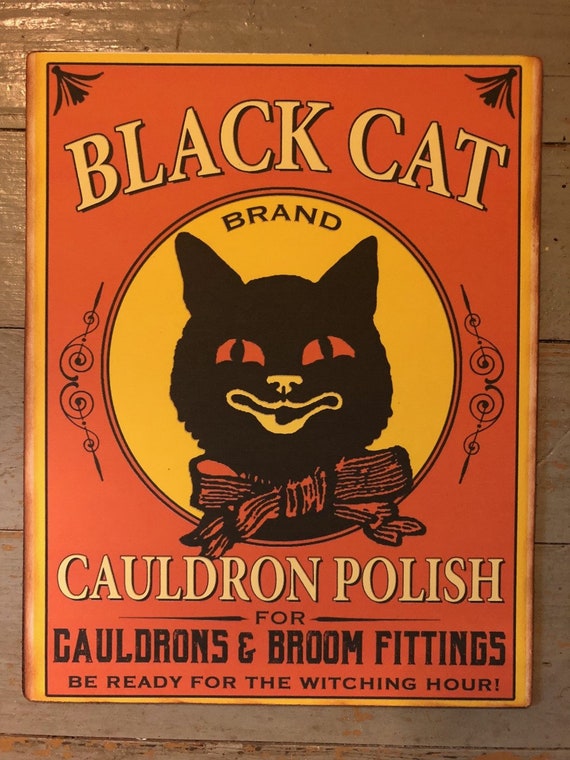 BLACK CAT
BRAND
CAULDRON POLISH
FOR
CAULDRONS & BROOM FITTINGS
BE READY FOR THE WITCHING HOUR!